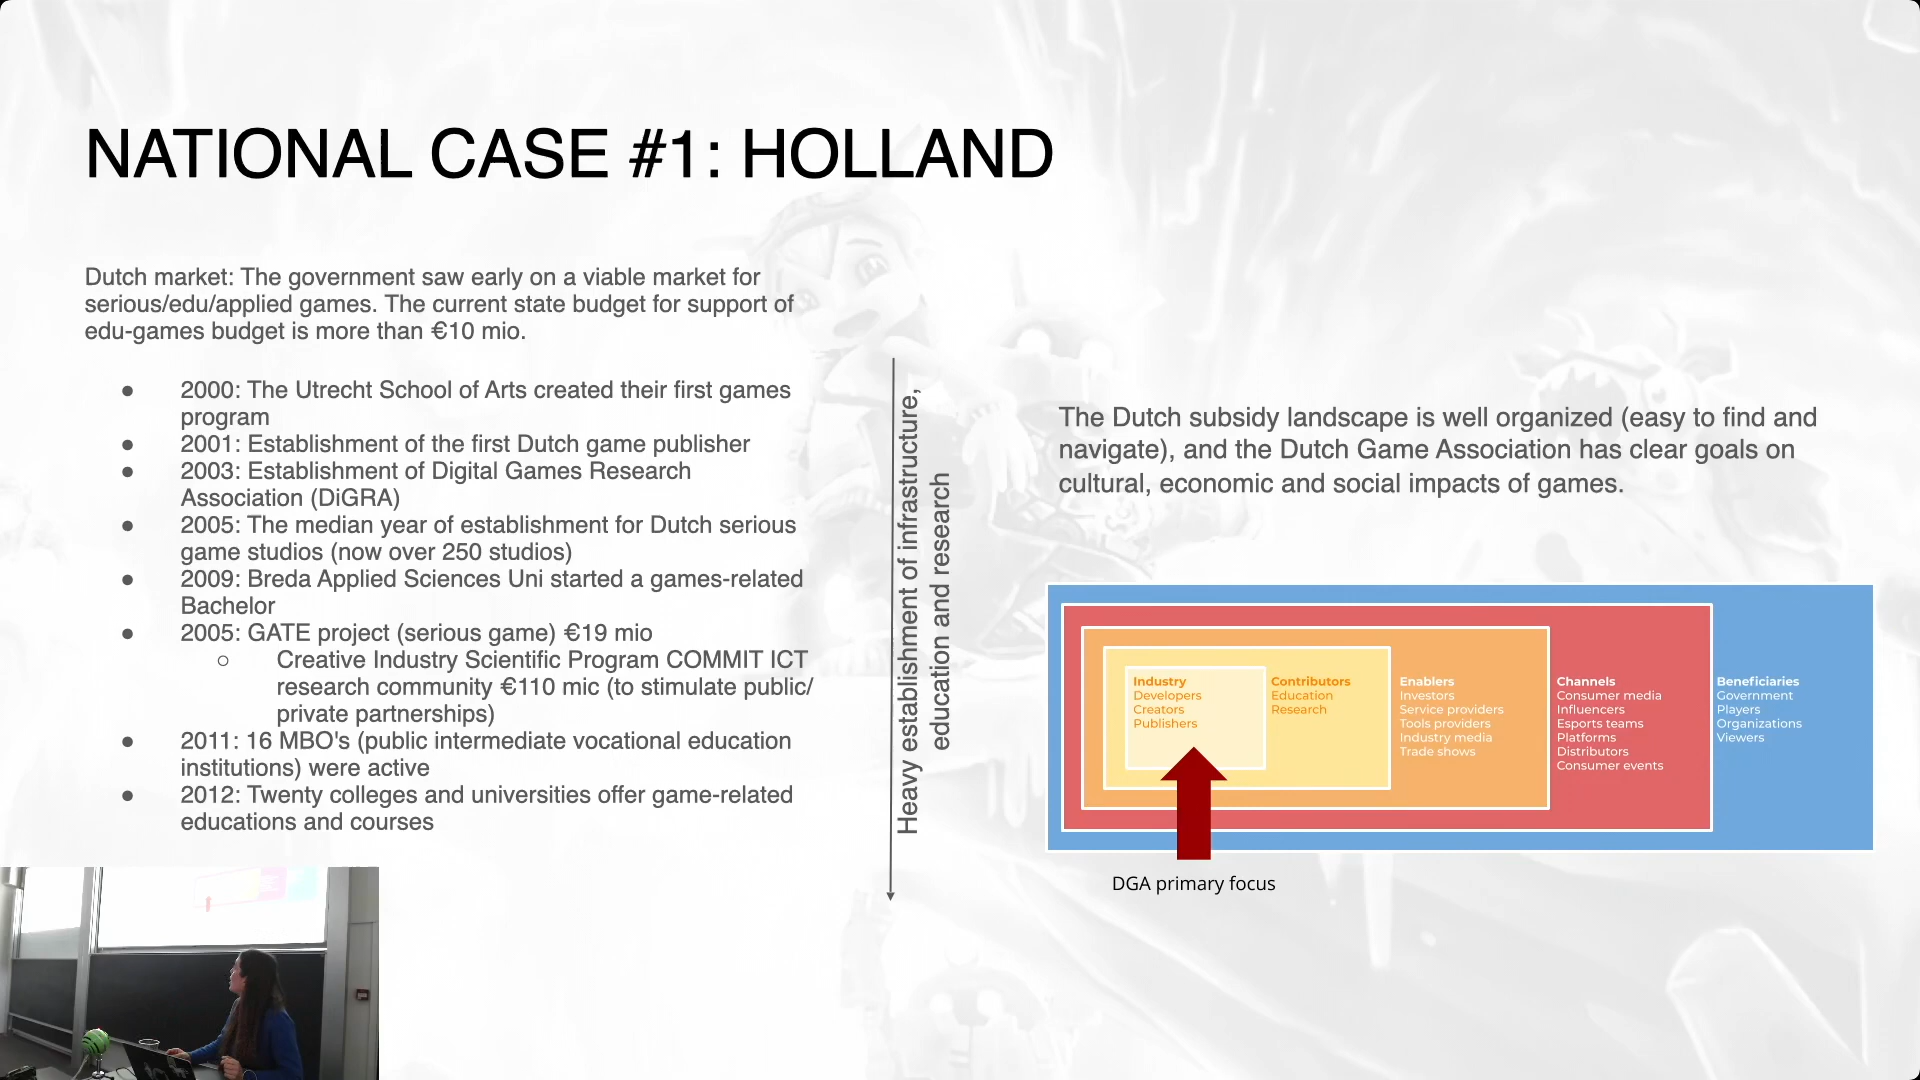 NATIONAL CASE #1: HOLLAND
Dutch market: The government saw early on a viable market for
serious/edu/applied games. The current state budget for support of
edu-games budget is more than €10 mio.
● 2000: The Utrecht School of Arts created their first games
program
● 2001: Establishment of the first Dutch game publisher
● 2003: Establishment of Digital Games Research
Association (DiGRA)
● 2005: The median year of establishment for Dutch serious
game studios (now over 250 studios)
● 2009: Breda Applied Sciences Uni started a games-related
Bachelor
● 2005: GATE project (serious game) €19 mio
○ Creative Industry Scientific Program COMMIT ICT
research community €110 mic (to stimulate public/
private partnerships)
● 2011: 16 MBO's (public intermediate vocational education
institutions) were active
● 2012: Twenty colleges and universities offer game-related
educations and courses
Heavy establishment of infrastructure,
education and research
The Dutch subsidy landscape is well organized (easy to find and
navigate), and the Dutch Game Association has clear goals on
cultural, economic and social impacts of games.
Industry
Developers
Creators
Publishers
Contributors
Education
Research
Enablers
Investors
Service providers
Tools providers
Industry media
Trade shows
Channels
Consumer media
Influencers
Esports teams
Platforms
Distributors
Consumer events
Beneficiaries
Government
Players
Organizations
Viewers
DGA primary focus